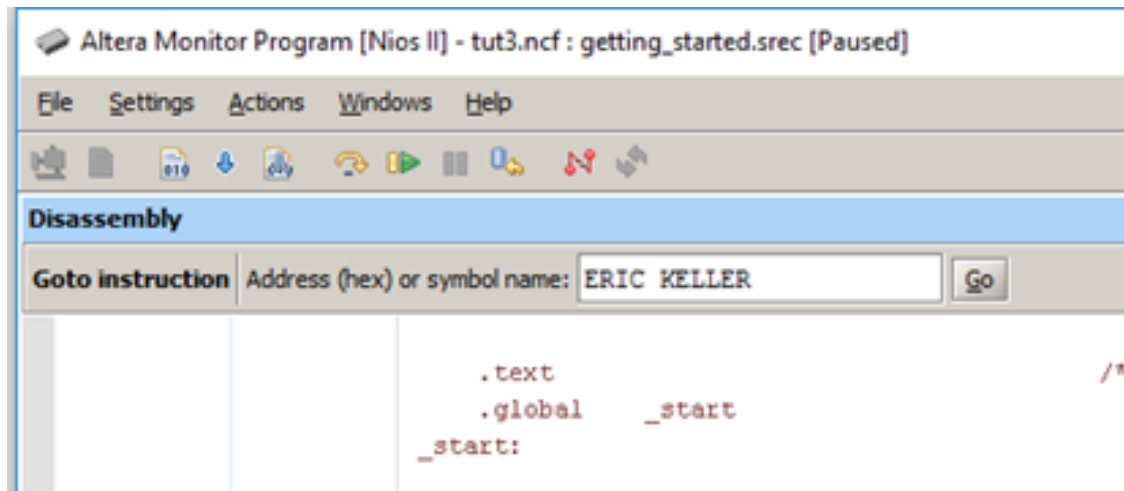 Altera Monitor Program [Nios II] - tut3.ncf : getting_started.srec [Paused]
File Settings Actions Windows Help
Disassembly
Goto instruction Address (hex) or symbol name: ERIC KELLER Go
.text /*
.global _start
_start: